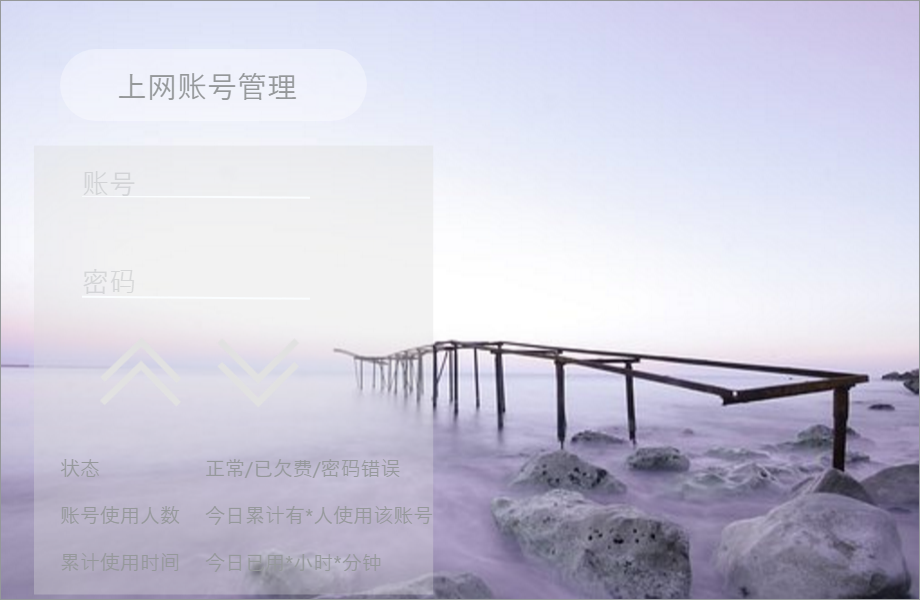 上网账号管理
账号
密码
状态 正常/已欠费/密码错误
账号使用人数 今日累计有*人使用该账号
累计使用时间 今日已用*小时*分钟